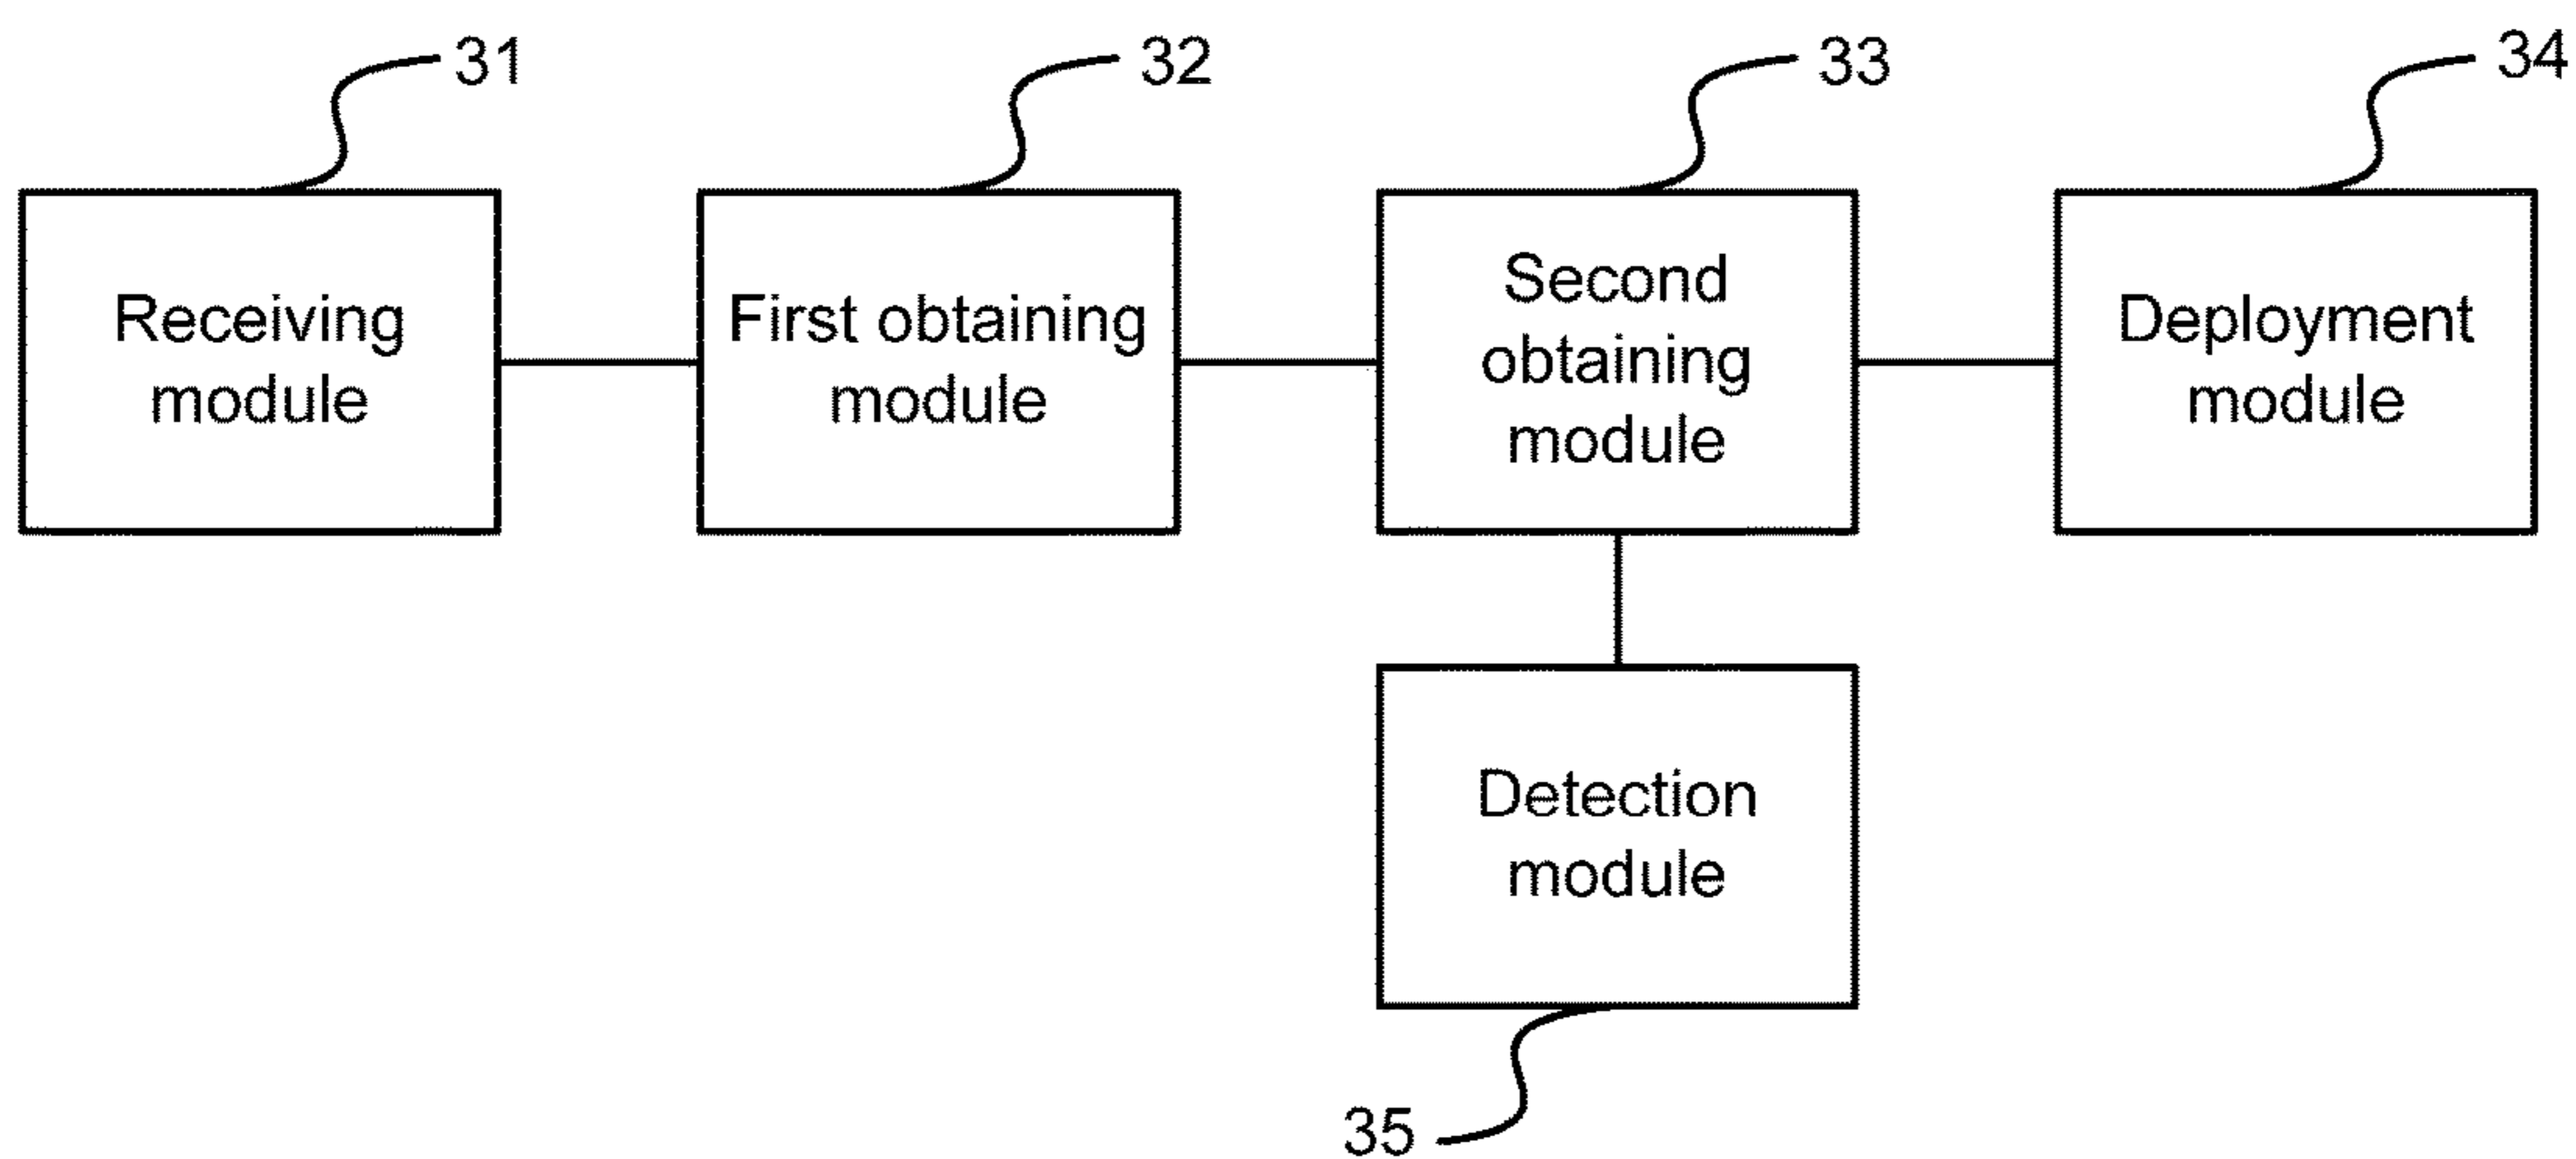 31
32
33
34
Receiving
module
First obtaining
module
Second
obtaining
module
Deployment
module
Detection
module
35